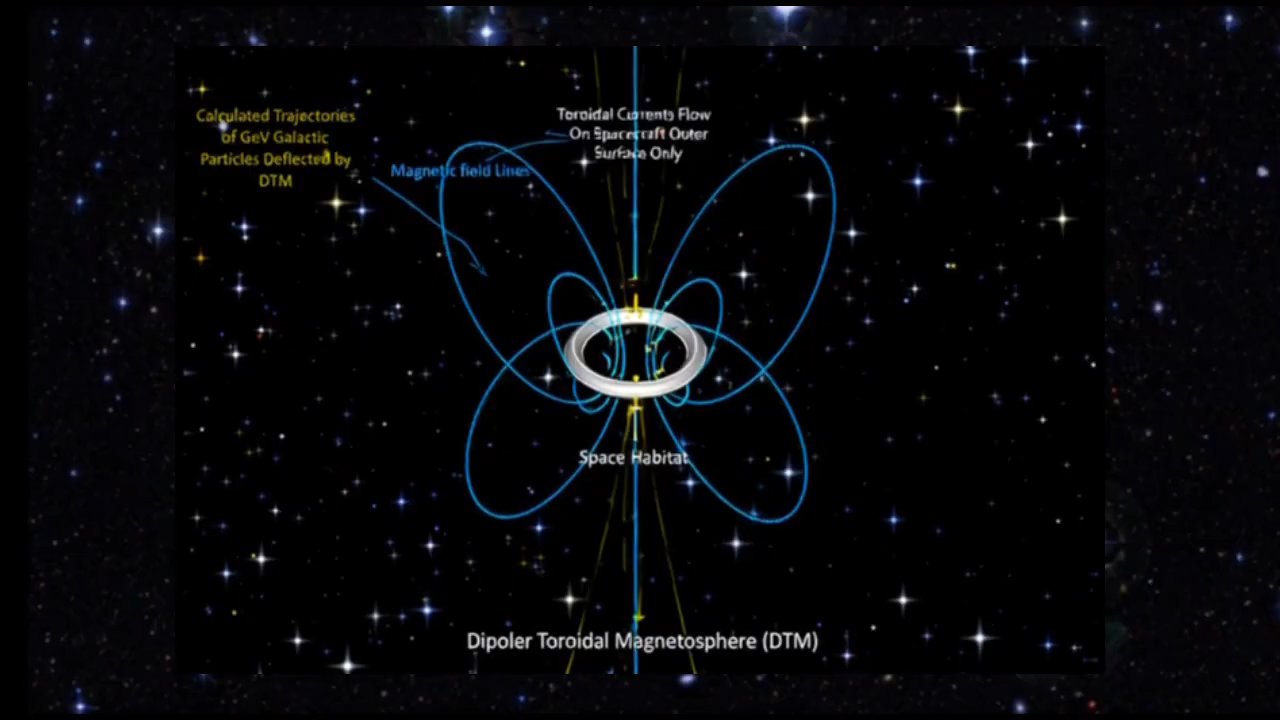 Calculated Trajectories
of GeV Galactic
Particles Deflected by
DTM
Magnetic field Lines
Toroidal Currents Flow
On Spacecraft Outer
Surface Only
Space Habitat
Dipoler Toroidal Magnetosphere (DTM)